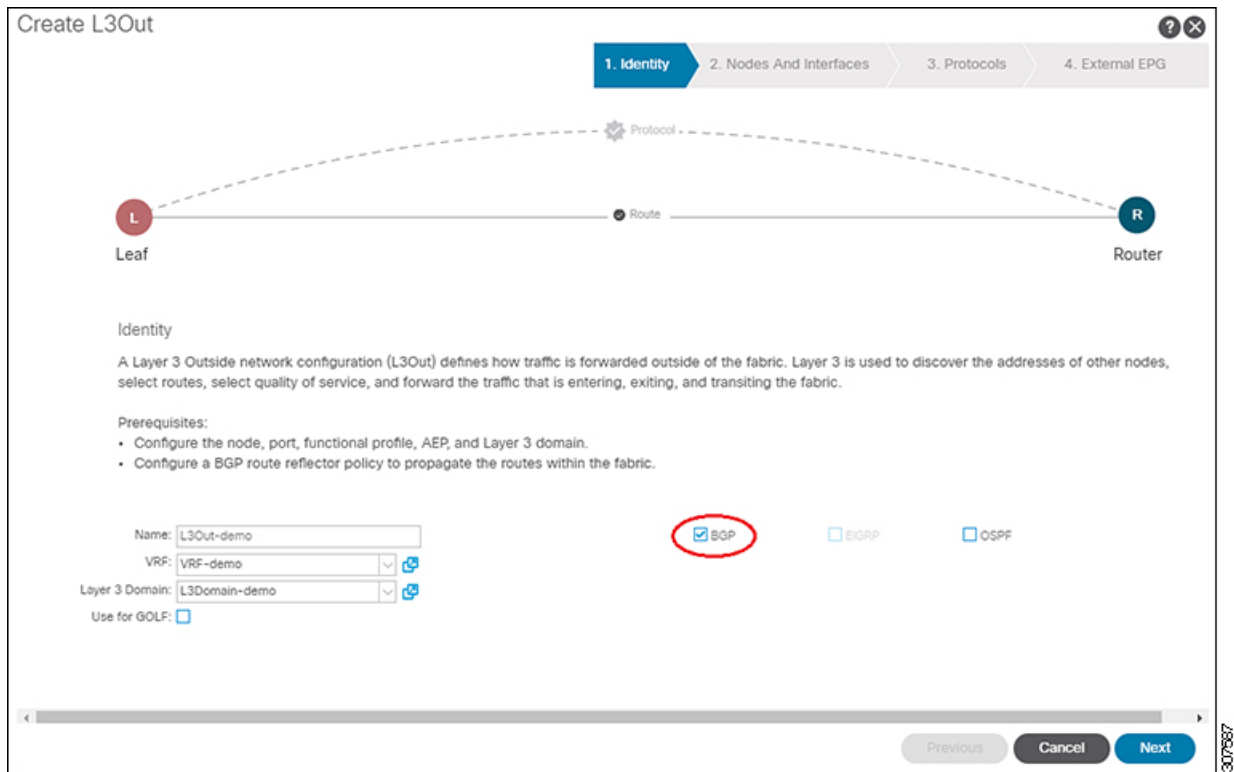 Create L3Out
1. Identity
2. Nodes And Interfaces
3. Protocols
4. External EPG
Protocol
L
Route
R
Leaf
Router
Identity
A Layer 3 Outside network configuration (L3Out) defines how traffic is forwarded outside of the fabric. Layer 3 is used to discover the addresses of other nodes,
select routes, select quality of service, and forward the traffic that is entering, exiting, and transiting the fabric.
Prerequisites:
• Configure the node, port, functional profile, AEP, and Layer 3 domain.
• Configure a BGP route reflector policy to propagate the routes within the fabric.
Name: L3Out-demo
BGP
EIGRP
OSPF
VRF: VRF-demo
Layer 3 Domain: L3Domain-demo
Use for GOLF:
Previous
Cancel
Next
307587